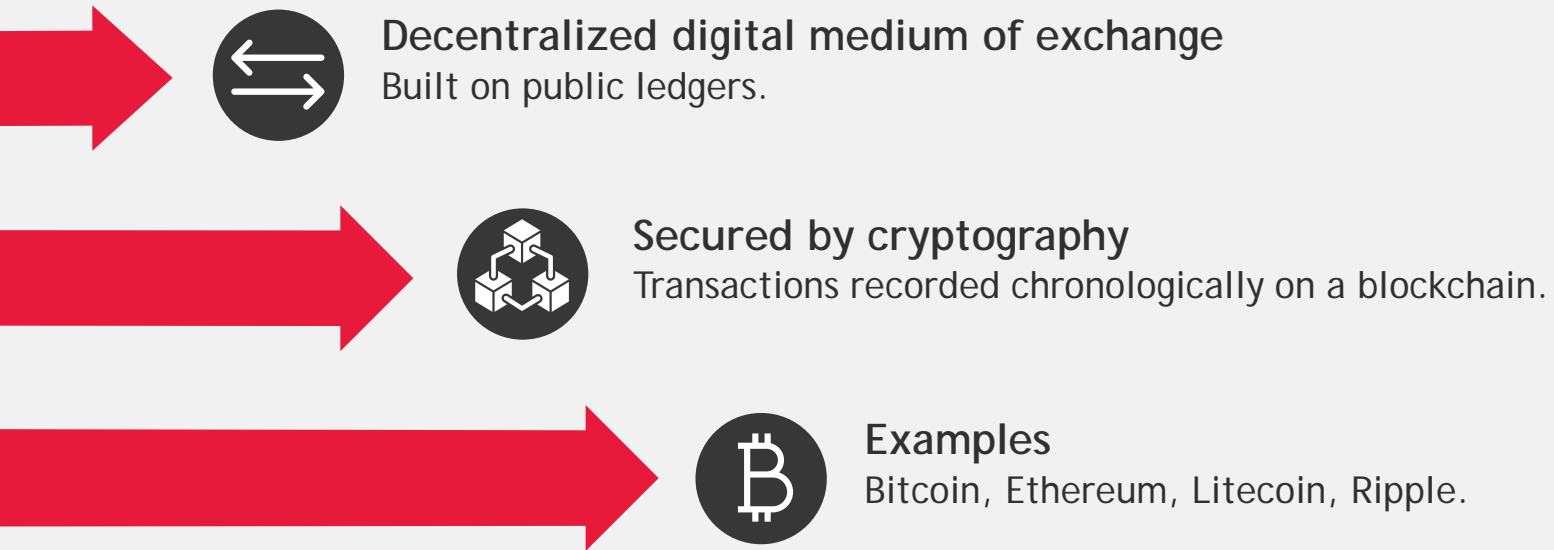 Decentralized digital medium of exchange
Built on public ledgers.
Secured by cryptography
Transactions recorded chronologically on a blockchain.
Examples
Bitcoin, Ethereum, Litecoin, Ripple.